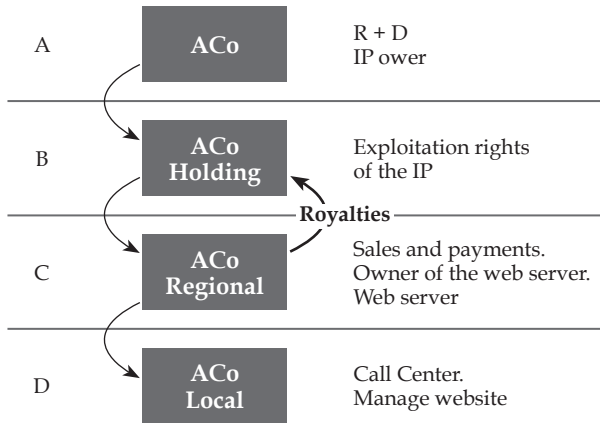 A
ACo
R + D
IP ower
B
ACo
Holding
Exploitation rights
of the IP
Royalties
C
ACo
Regional
Sales and payments.
Owner of the web server.
Web server
D
ACo
Local
Call Center.
Manage website